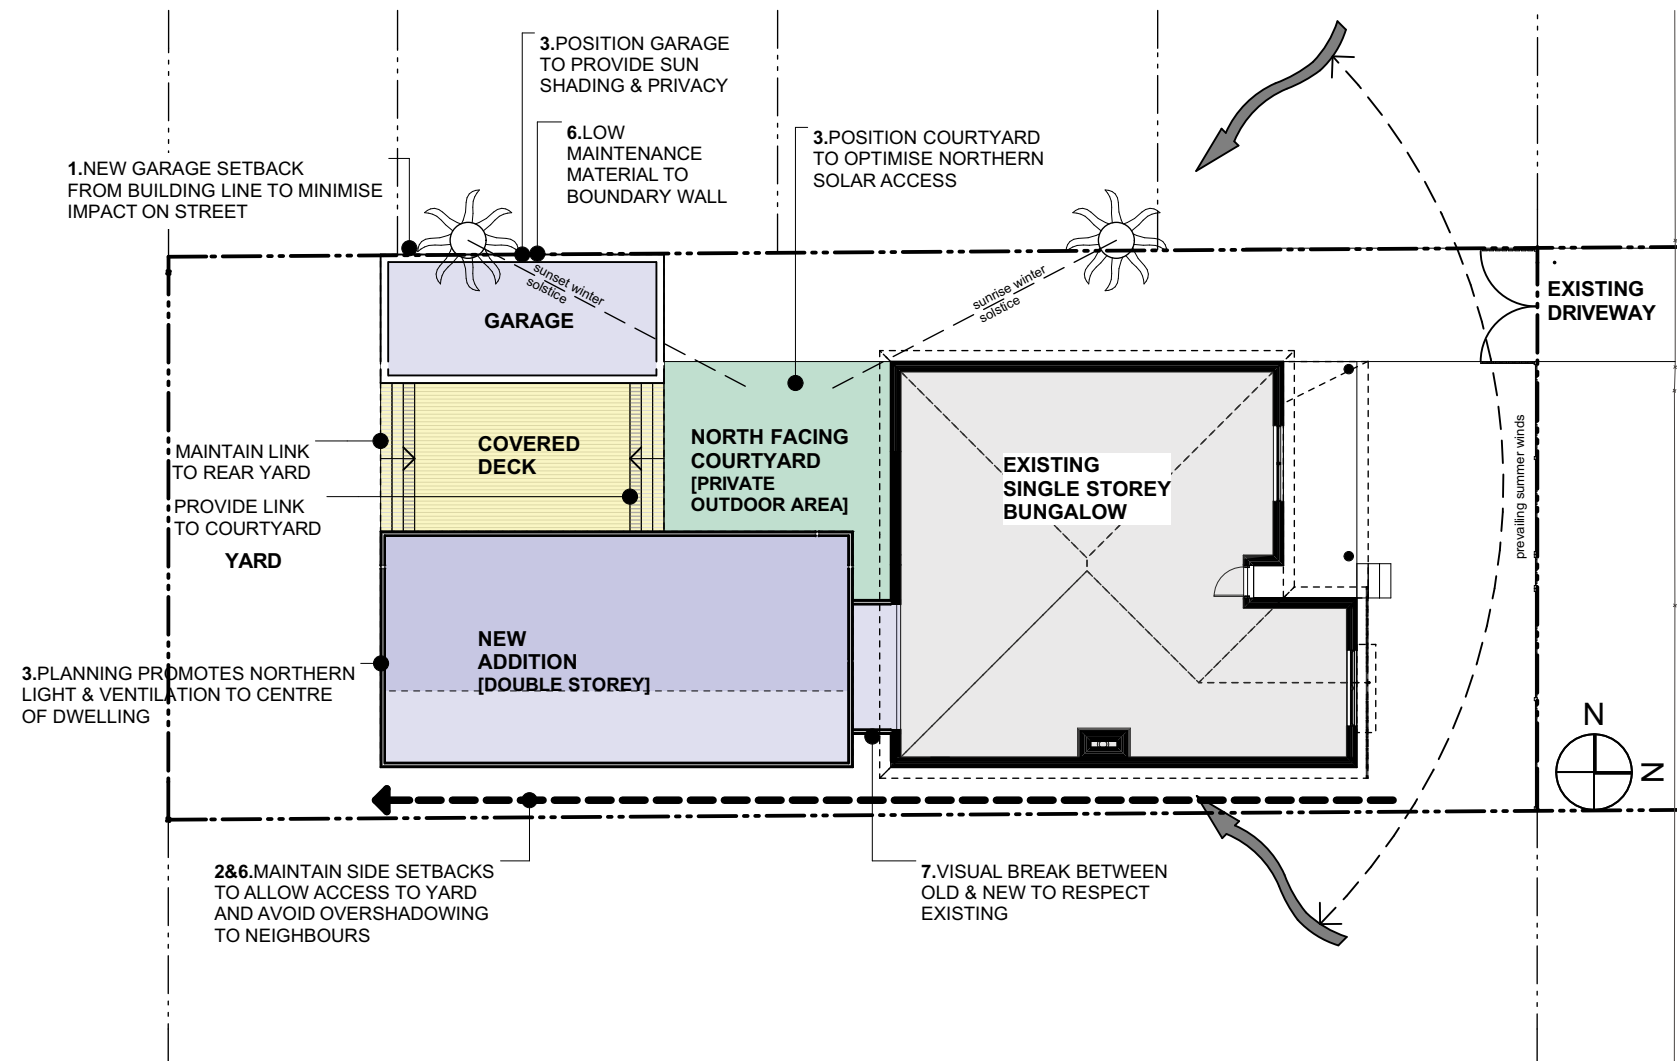 3.POSITION GARAGE
TO PROVIDE SUN
SHADING & PRIVACY
6.LOW
MAINTENANCE
MATERIAL TO
BOUNDARY WALL
3.POSITION COURTYARD
TO OPTIMISE NORTHERN
SOLAR ACCESS
1.NEW GARAGE SETBACK
FROM BUILDING LINE TO MINIMISE
IMPACT ON STREET
sunset winter
solstice
sunrise winter
solstice
GARAGE
EXISTING
DRIVEWAY
MAINTAIN LINK
TO REAR YARD
PROVIDE LINK
TO COURTYARD
YARD
COVERED
DECK
NORTH FACING
COURTYARD
[PRIVATE
OUTDOOR AREA]
EXISTING
SINGLE STOREY
BUNGALOW
prevailing summer winds
NEW
ADDITION
[DOUBLE STOREY]
3.PLANNING PROMOTES NORTHERN
LIGHT & VENTILATION TO CENTRE
OF DWELLING
N
N
2&6.MAINTAIN SIDE SETBACKS
TO ALLOW ACCESS TO YARD
AND AVOID OVERSHADOWING
TO NEIGHBOURS
7.VISUAL BREAK BETWEEN
OLD & NEW TO RESPECT
EXISTING